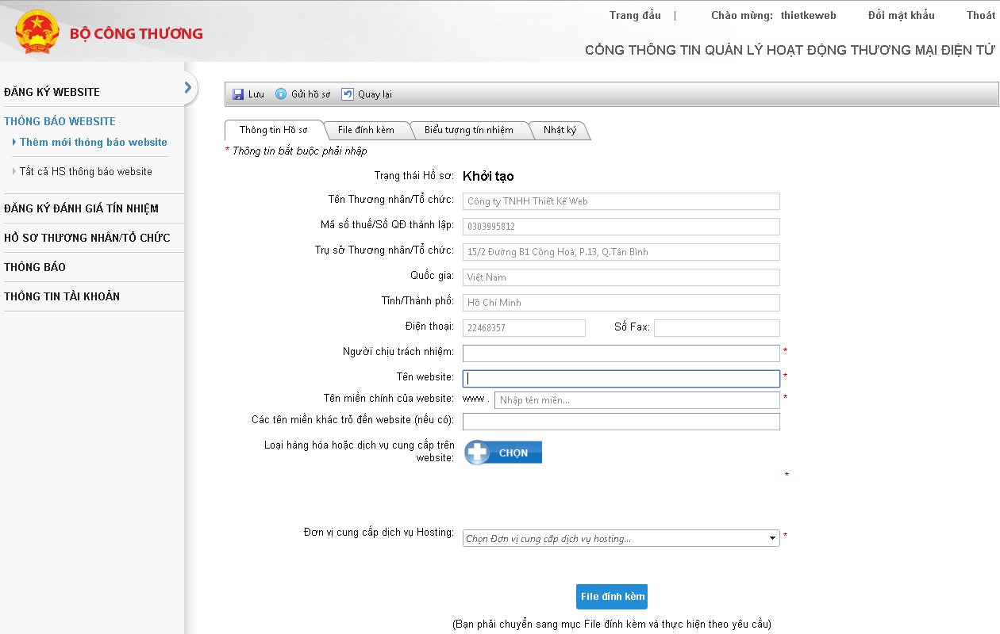 Trang đầu | Chào mừng: thietkeweb Đổi mật khẩu Thoát
BỘ CÔNG THƯƠNG
CỔNG THÔNG TIN QUẢN LÝ HOẠT ĐỘNG THƯƠNG MẠI ĐIỆN TỬ
ĐĂNG KÝ WEBSITE
THÔNG BÁO WEBSITE
Thêm mới thông báo website
Tất cả HS thông báo website
ĐĂNG KÝ ĐÁNH GIÁ TÍN NHIỆM
HỒ SƠ THƯƠNG NHÂN/TỔ CHỨC
THÔNG BÁO
THÔNG TIN TÀI KHOẢN
Lưu Gửi hồ sơ Quay lại
Thông tin Hồ sơ File đính kèm Biểu tượng tín nhiệm Nhật ký
* Thông tin bắt buộc phải nhập
Trạng thái Hồ sơ: Khởi tạo
Tên Thương nhân/Tổ chức: Công ty TNHH Thiết Kế Web
Mã số thuế/Số QĐ thành lập: 0303995812
Trụ sở Thương nhân/Tổ chức: 15/2 Đường B1 Cộng Hoà, P.13, Q.Tân Bình
Quốc gia: Việt Nam
Tỉnh/Thành phố: Hồ Chí Minh
Điện thoại: 22468357 Số Fax:
Người chịu trách nhiệm: *
Tên website: *
Tên miền chính của website: www . Nhập tên miền... *
Các tên miền khác trỏ đến website (nếu có):
Loại hàng hóa hoặc dịch vụ cung cấp trên
website:
CHỌN
*
Đơn vị cung cấp dịch vụ Hosting: Chọn Đơn vị cung cấp dịch vụ hosting... *
File đính kèm
(Bạn phải chuyển sang mục File đính kèm và thực hiện theo yêu cầu)